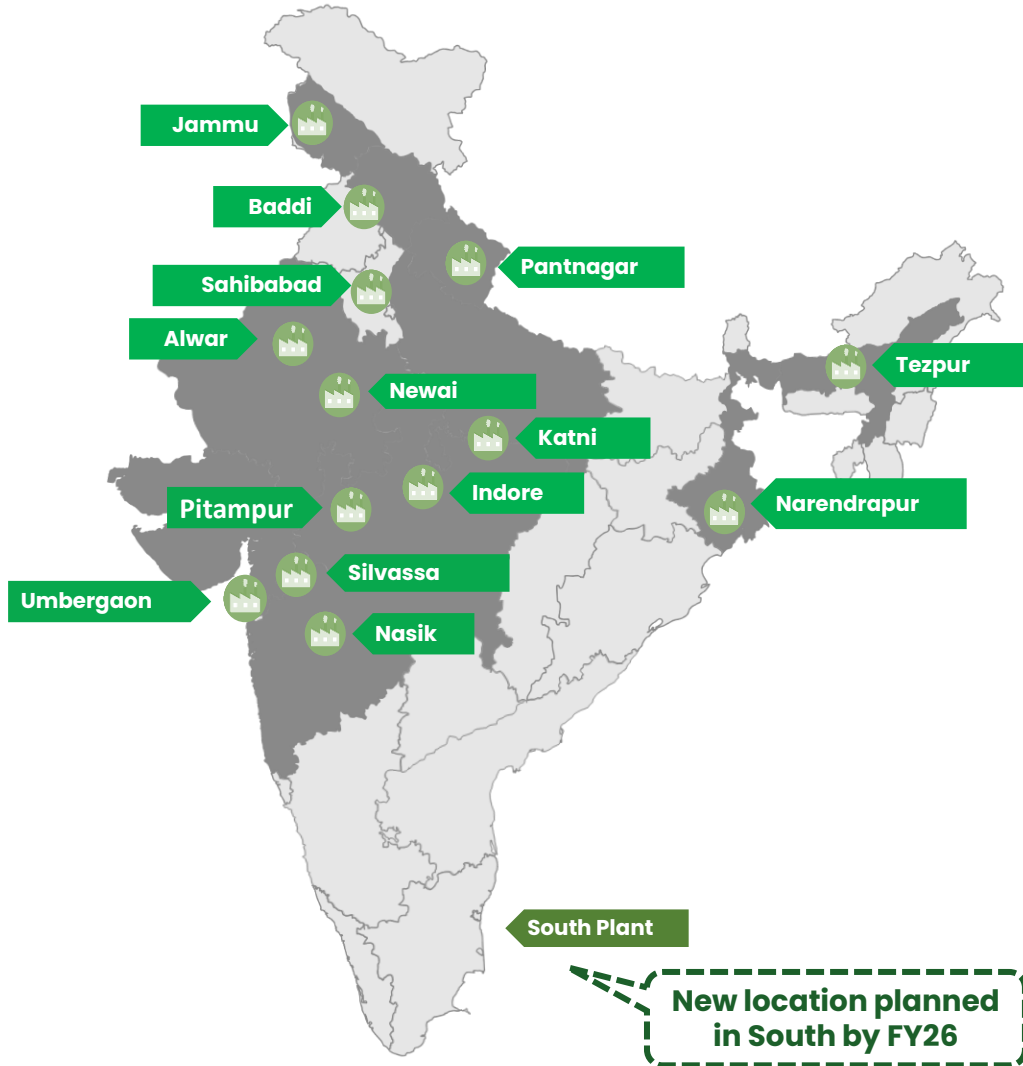 Jammu
Baddi
Pantnagar
Sahibabad
Alwar
Tezpur
Newai
Katni
Indore
Narendrapur
Pitampur
Silvassa
Umbergaon
Nasik
South Plant
New location planned
in South by FY26